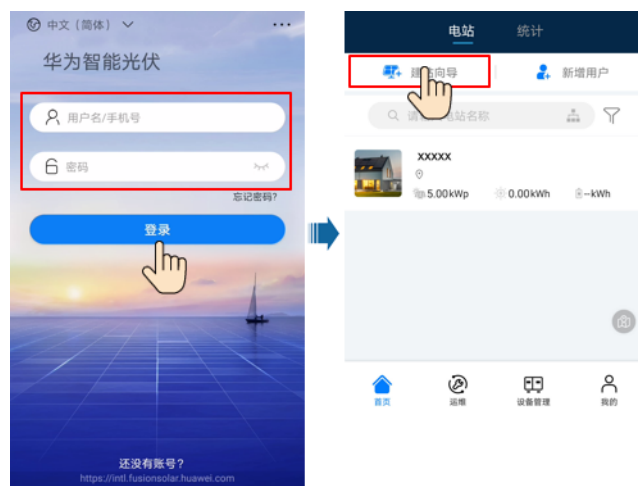 中文（简体）
...
华为智能光伏
用户名/手机号
密码
忘记密码?
登录
还没有账号？
https://intl.fusionsolar.huawei.com
电站 统计
建站向导 新增用户
电站名称
xxxxx
5.00kWp 0.00kWh --kWh
首页 运维 设备管理 我的